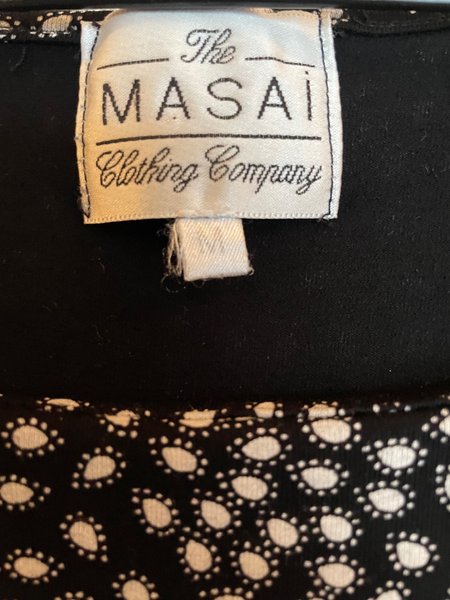 The
MASAi
Clothing Company
M